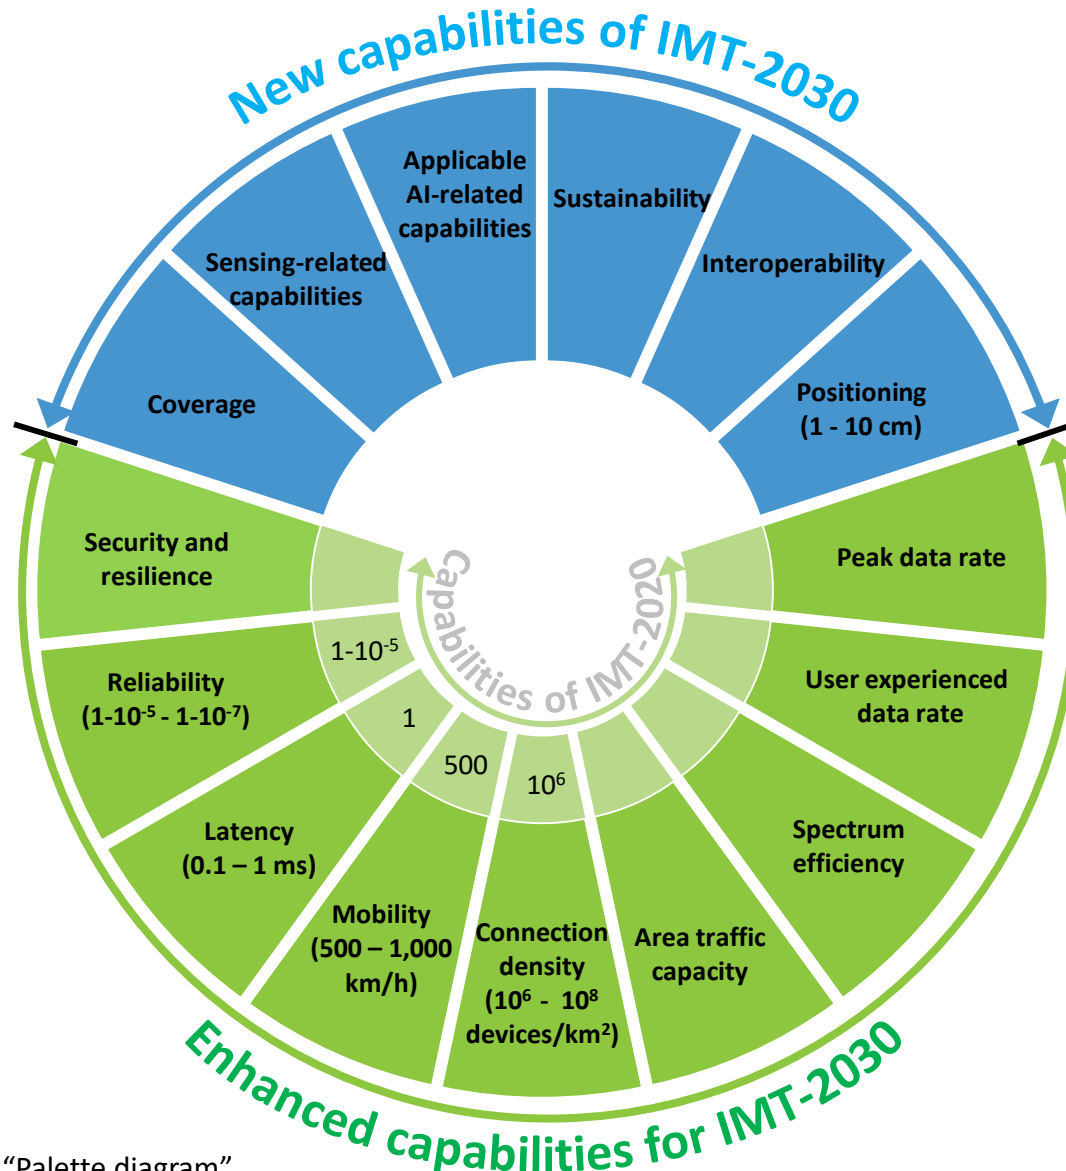 New capabilities of IMT-2030
Applicable
AI-related
capabilities
Sustainability
Sensing-related
capabilities
Interoperability
Coverage
Positioning
(1 - 10 cm)
Security and
resilience
Peak data rate
Capabilities of IMT-2020
1-10⁻⁵
Reliability
(1-10⁻⁵ - 1-10⁻⁷)
User experienced
data rate
1
500
10⁶
Latency
(0.1 – 1 ms)
Spectrum
efficiency
Mobility
(500 – 1,000
km/h)
Connection
density
(10⁶ - 10⁸
devices/km²)
Area traffic
capacity
Enhanced capabilities for IMT-2030
“Palette diagram”